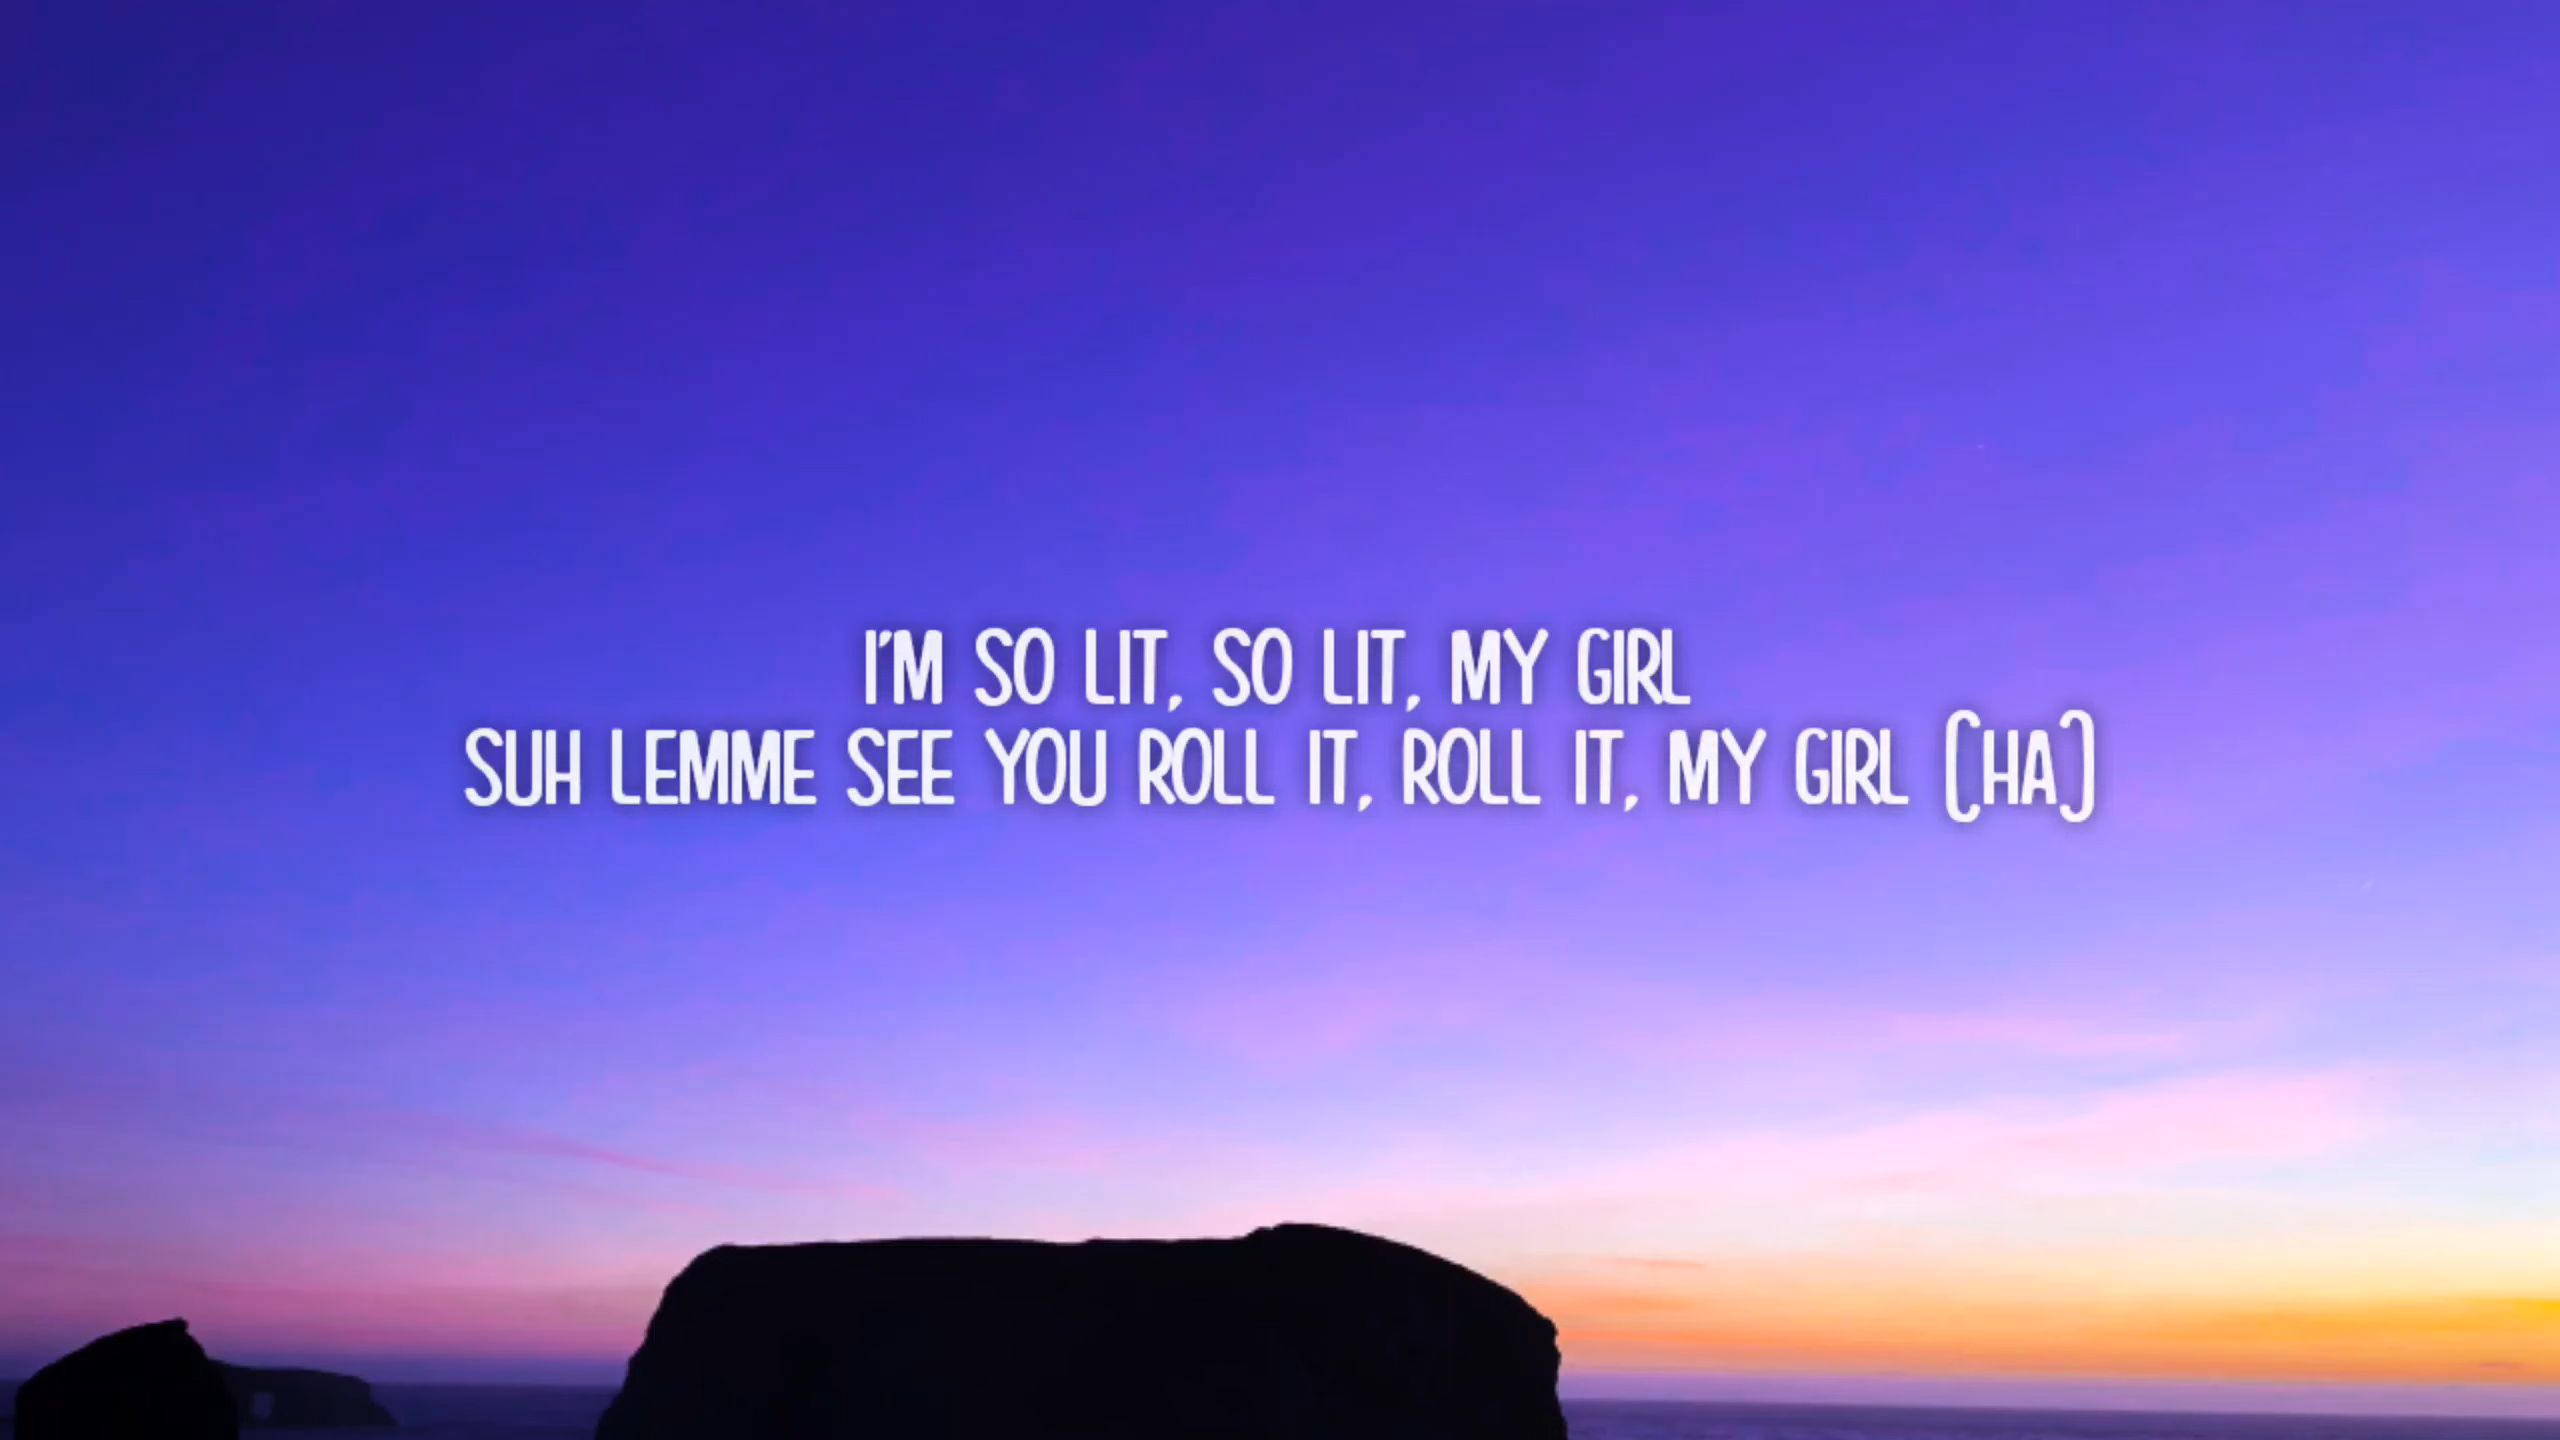 I'M SO LIT, SO LIT, MY GIRL
SUH LEMME SEE YOU ROLL IT, ROLL IT, MY GIRL (HA)